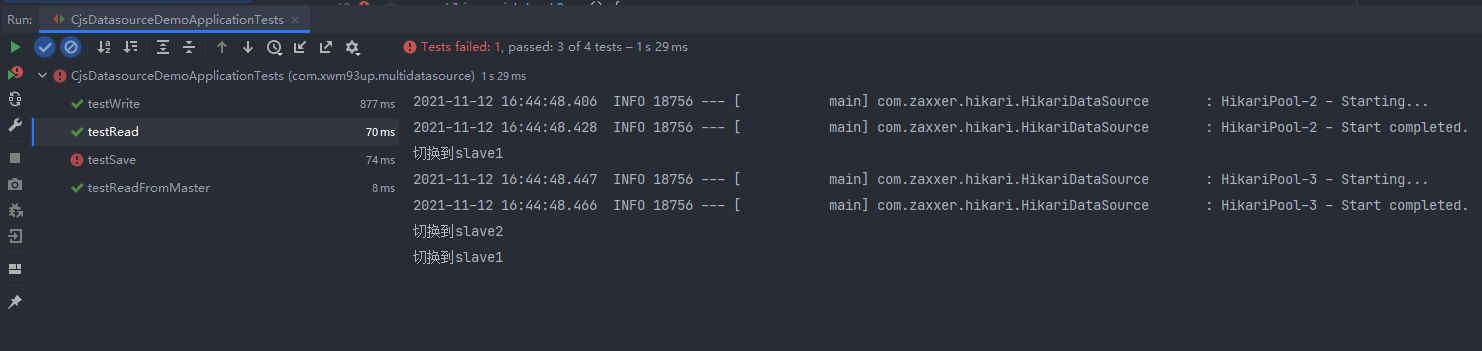 Run: CjsDatasourceDemoApplicationTests
Tests failed: 1, passed: 3 of 4 tests – 1 s 29 ms
CjsDatasourceDemoApplicationTests (com.xwm93up.multidatasource) 1 s 29 ms
testWrite 877 ms
testRead 70 ms
testSave 74 ms
testReadFromMaster 8 ms
2021-11-12 16:44:48.406  INFO 18756 --- [           main] com.zaxxer.hikari.HikariDataSource       : HikariPool-2 - Starting...
2021-11-12 16:44:48.428  INFO 18756 --- [           main] com.zaxxer.hikari.HikariDataSource       : HikariPool-2 - Start completed.
切换到slave1
2021-11-12 16:44:48.447  INFO 18756 --- [           main] com.zaxxer.hikari.HikariDataSource       : HikariPool-3 - Starting...
2021-11-12 16:44:48.466  INFO 18756 --- [           main] com.zaxxer.hikari.HikariDataSource       : HikariPool-3 - Start completed.
切换到slave2
切换到slave1